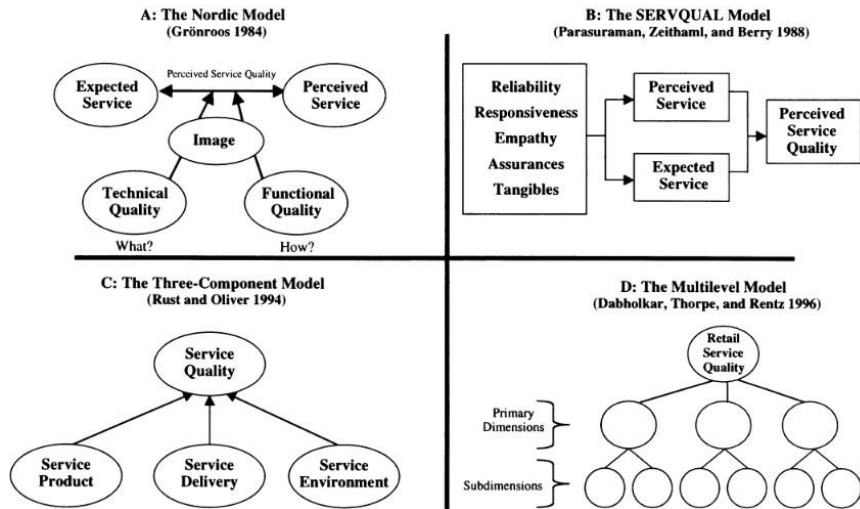 A: The Nordic Model
(Grönroos 1984)
Perceived Service Quality
Expected
Service
Perceived
Service
Image
Technical
Quality
Functional
Quality
What?
How?
B: The SERVQUAL Model
(Parasuraman, Zeithaml, and Berry 1988)
Reliability
Responsiveness
Empathy
Assurances
Tangibles
Perceived
Service
Expected
Service
Perceived
Service
Quality
C: The Three-Component Model
(Rust and Oliver 1994)
Service
Quality
Service
Product
Service
Delivery
Service
Environment
D: The Multilevel Model
(Dabholkar, Thorpe, and Rentz 1996)
Retail
Service
Quality
Primary
Dimensions
Subdimensions